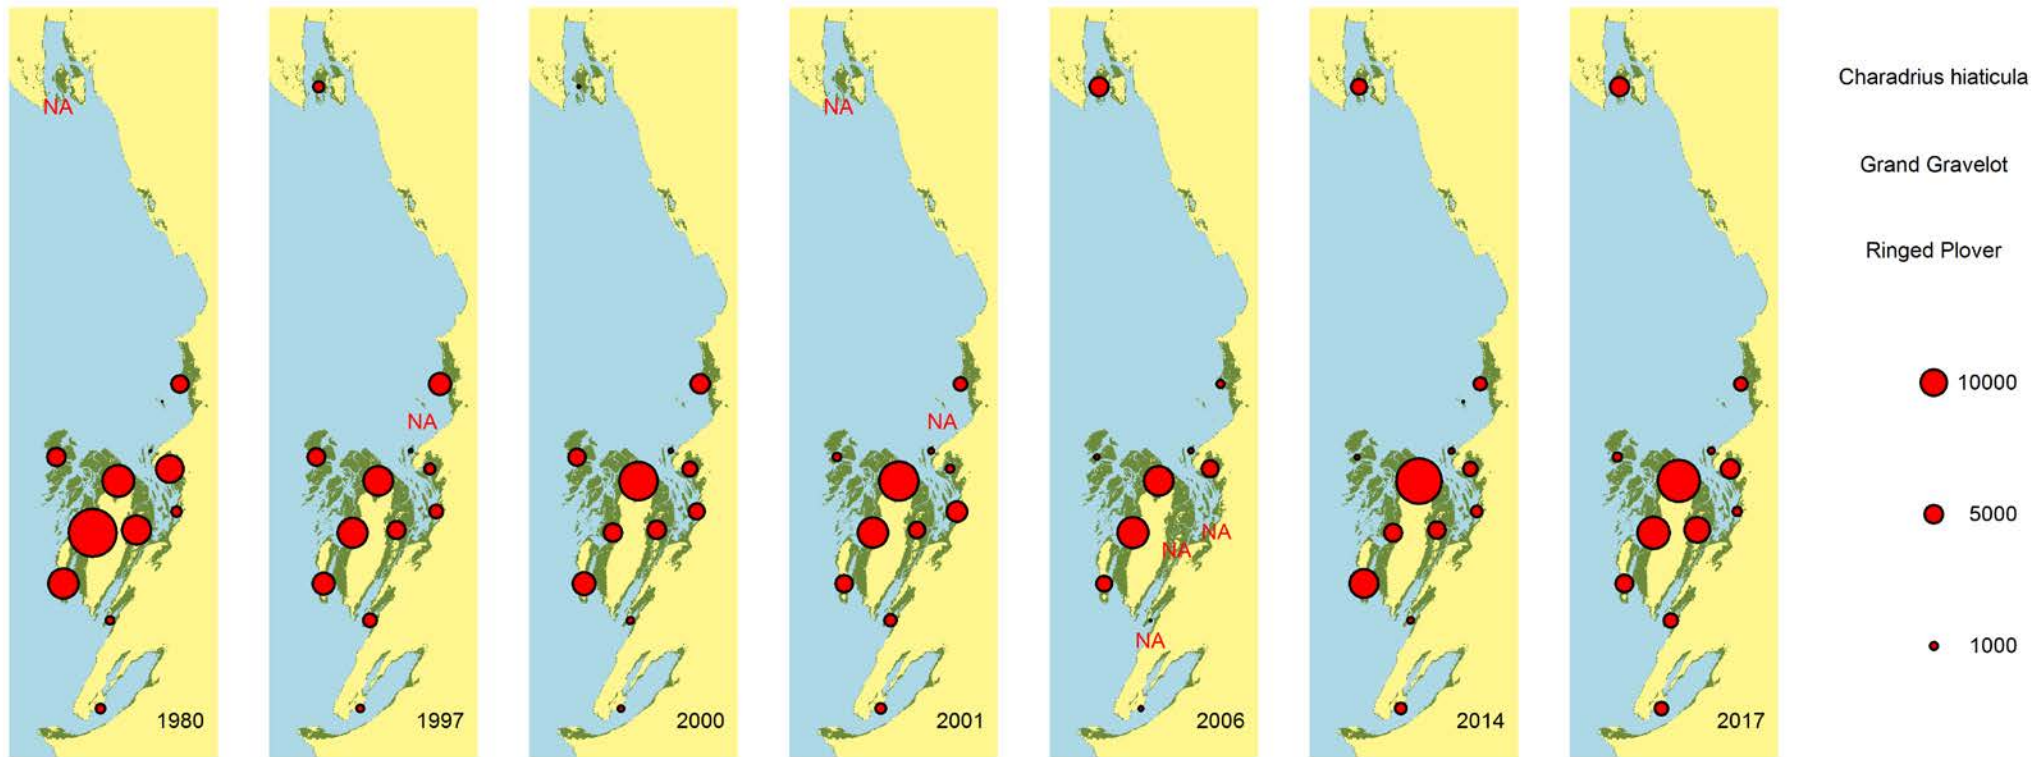 Charadrius hiaticula
NA
NA
Grand Gravelot
Ringed Plover
10000
NA
NA
5000
NA
NA
NA
1000
1980
1997
2000
2001
2006
2014
2017